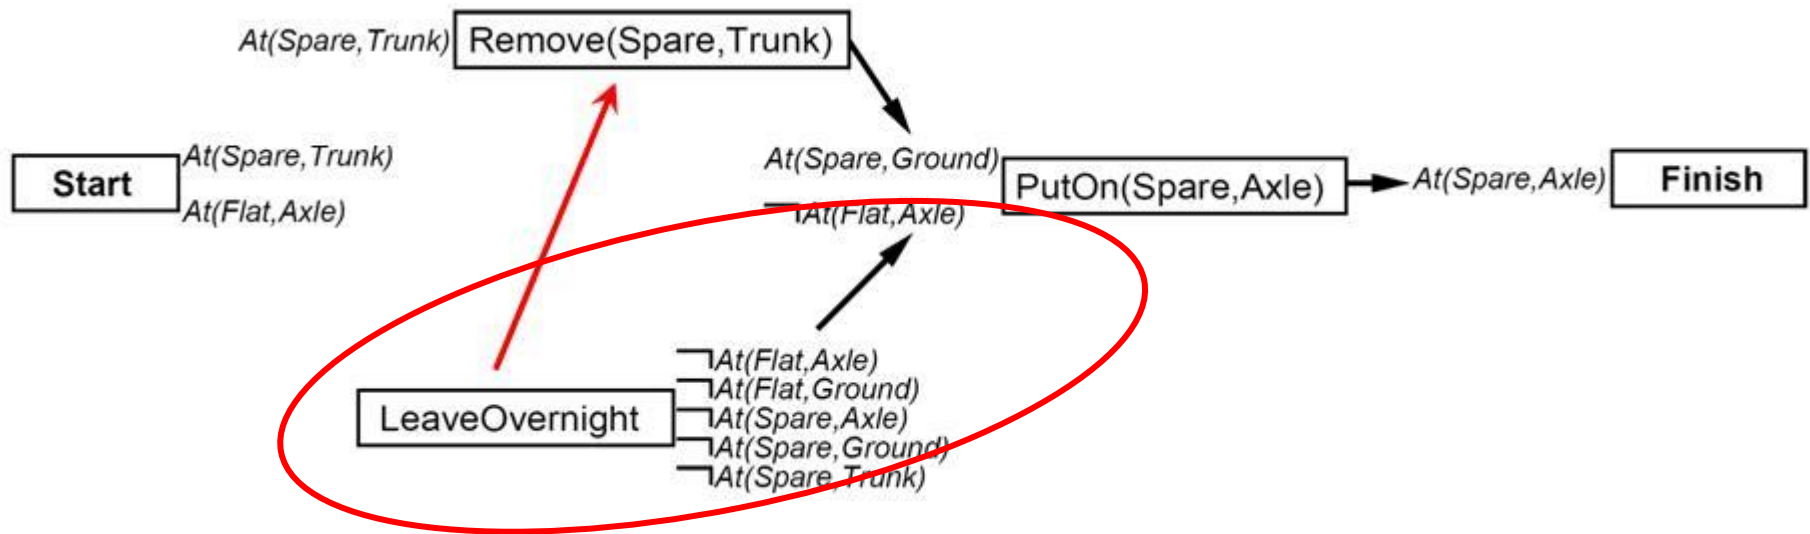 At(Spare,Trunk) Remove(Spare,Trunk)
Start
At(Spare,Trunk)
At(Flat,Axle)
At(Spare,Ground)
¬At(Flat,Axle)
PutOn(Spare,Axle)
At(Spare,Axle)
Finish
LeaveOvernight
¬At(Flat,Axle)
¬At(Flat,Ground)
¬At(Spare,Axle)
¬At(Spare,Ground)
¬At(Spare,Trunk)